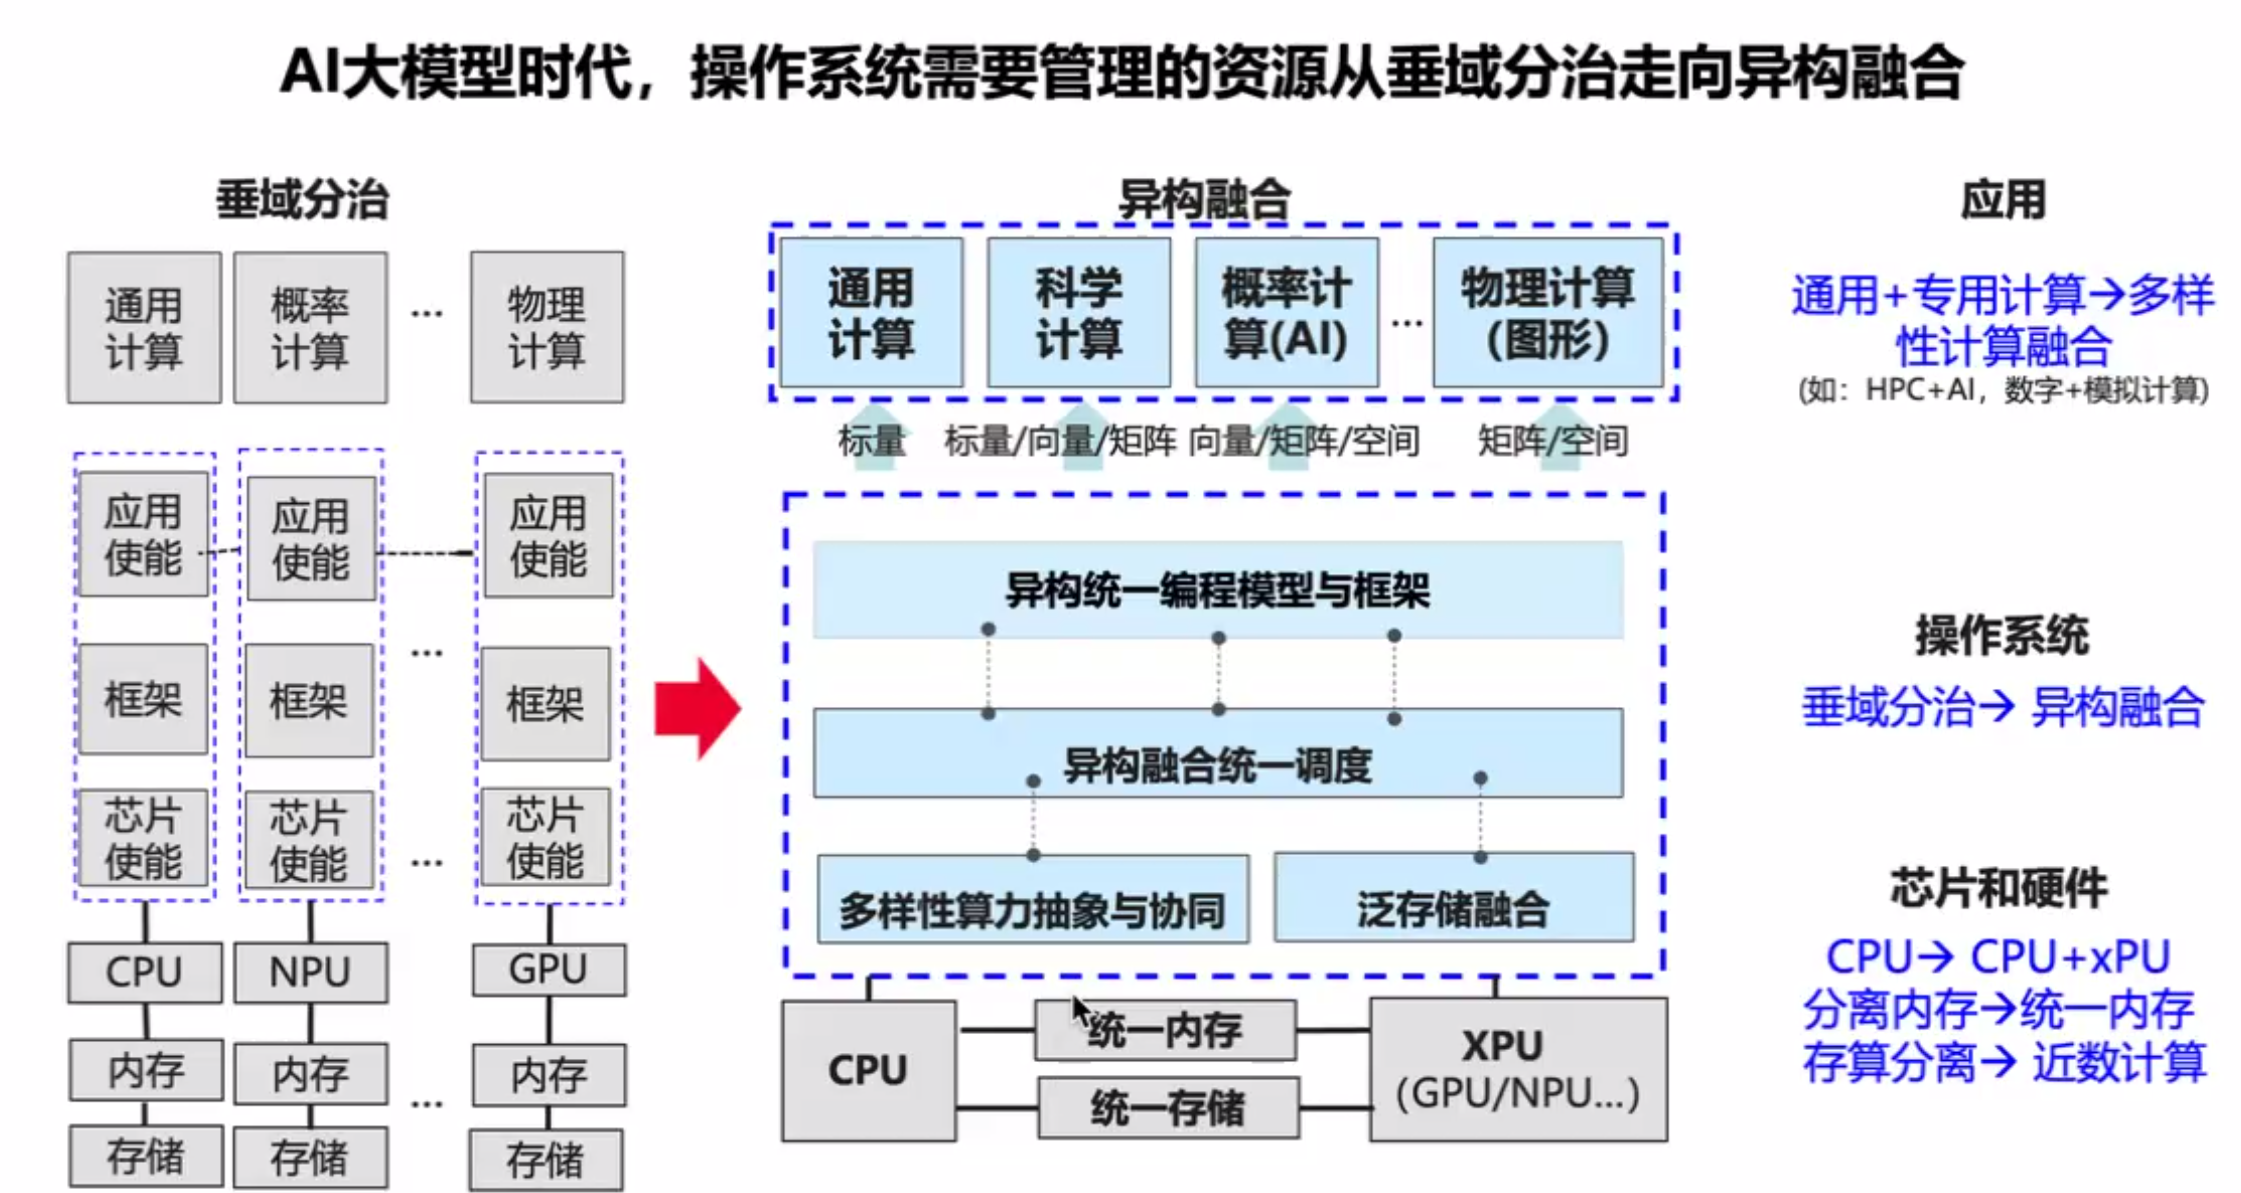 AI大模型时代，操作系统需要管理的资源从垂域分治走向异构融合
垂域分治
通用
计算
概率
计算
...
物理
计算
应用
使能
应用
使能
应用
使能
框架
框架
...
框架
芯片
使能
芯片
使能
...
芯片
使能
CPU
NPU
GPU
内存
内存
...
内存
存储
存储
存储
异构融合
通用
计算
科学
计算
概率计
算(AI)
...
物理计算
（图形）
标量
标量/向量/矩阵
向量/矩阵/空间
矩阵/空间
异构统一编程模型与框架
异构融合统一调度
多样性算力抽象与协同
泛存储融合
CPU
统一内存
统一存储
XPU
（GPU/NPU...）
应用
通用+专用计算→多样
性计算融合
(如：HPC+AI，数字+模拟计算)
操作系统
垂域分治→ 异构融合
芯片和硬件
CPU→ CPU+xPU
分离内存→统一内存
存算分离→ 近数计算